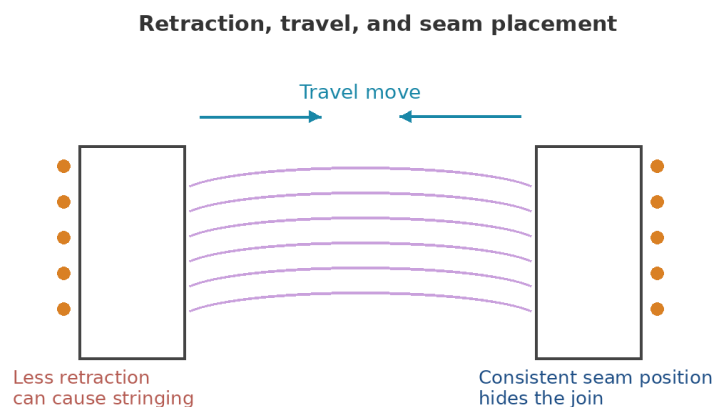 Retraction, travel, and seam placement
Travel move
Less retraction
can cause stringing
Consistent seam position
hides the join